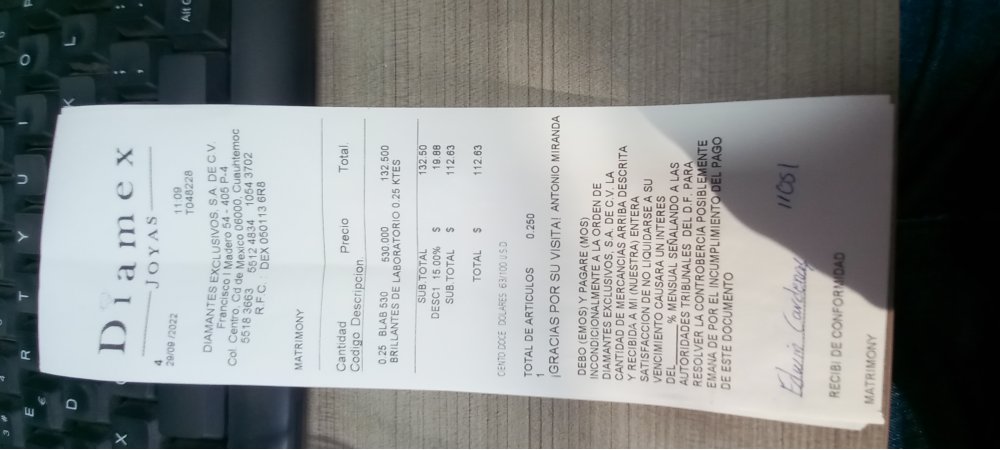 Diamex
JOYAS
4
29/09/2022 11:09
T048228
DIAMANTES EXCLUSIVOS, S.A. DE C.V.
Francisco I Madero 54 - 405 P-4
Col. Centro, Cd de Mexico 06000, Cuauhtemoc
5518 3663 5512 4834 1054 3702
R.F.C. : DEX 050113 6R8
MATRIMONY
Cantidad Precio Total.
Codigo Descripcion
0.25 BLAB 530 530.000 132.500
BRILLANTES DE LABORATORIO 0.25 KTES
SUB.TOTAL 132.50
DESC1 15.00% $ 19.88
SUB.TOTAL $ 112.63
TOTAL $ 112.63
CIENTO DOCE DOLARES 63/100 U.S.D
TOTAL DE ARTICULOS 0.250
1
¡GRACIAS POR SU VISITA! ANTONIO MIRANDA
DEBO (EMOS) Y PAGARE (MOS)
INCONDICIONALMENTE A LA ORDEN DE
DIAMANTES EXCLUSIVOS, S.A. DE C.V. LA
CANTIDAD DE MERCANCIAS ARRIBA DESCRITA
Y RECIBIDA A MI (NUESTRA) ENTERA
SATISFACCION DE NO LIQUIDARSE A SU
VENCIMIENTO CAUSARA UN INTERES
DEL % MENSUAL SEÑALANDO A LAS
AUTORIDADES TRIBUNALES DEL D.F. PARA
RESOLVER LA CONTROBERCIA POSIBLEMENTE
EMANA DE POR EL INCUMPLIMIENTO DEL PAGO
DE ESTE DOCUMENTO
Edwin Cardenas 11051
RECIBI DE CONFORMIDAD
MATRIMONY